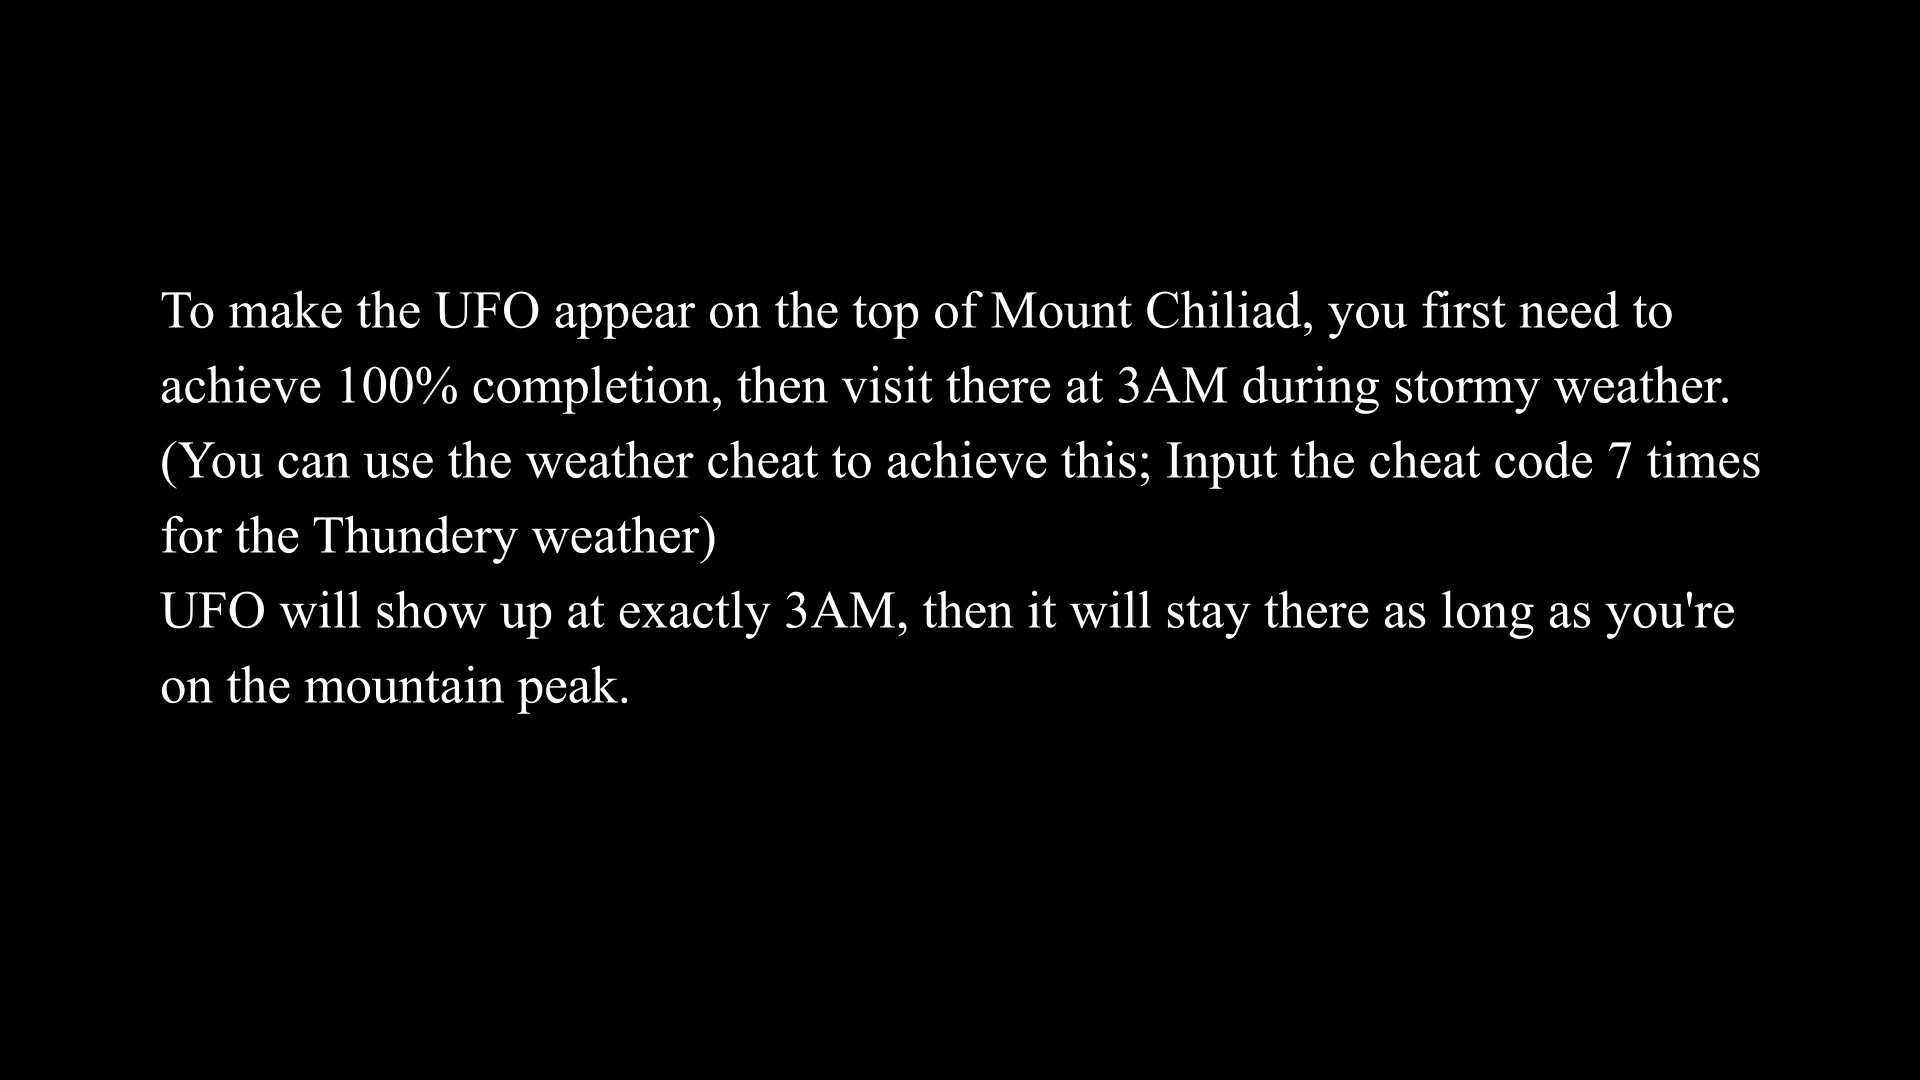 To make the UFO appear on the top of Mount Chiliad, you first need to
achieve 100% completion, then visit there at 3AM during stormy weather.
(You can use the weather cheat to achieve this; Input the cheat code 7 times
for the Thundery weather)
UFO will show up at exactly 3AM, then it will stay there as long as you're
on the mountain peak.